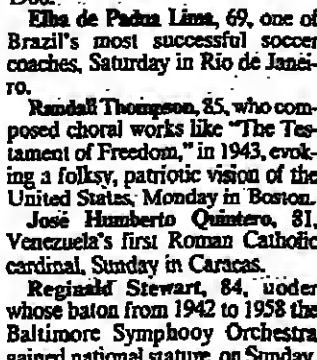 Elba de Padua Lima, 69, one of
Brazil's most successful soccer
coaches, Saturday in Rio de Janei-
ro.
Randall Thompson, 85, who com-
posed choral works like "The Tes-
tament of Freedom," in 1943, evok-
ing a folksy, patriotic vision of the
United States, Monday in Boston.
José Humberto Quintero, 81,
Venezuela's first Roman Catholic
cardinal, Sunday in Caracas.
Reginald Stewart, 84, uoder
whose baton from 1942 to 1958 the
Baltimore Symphooy Orchestra
gained national stature, on Sunday